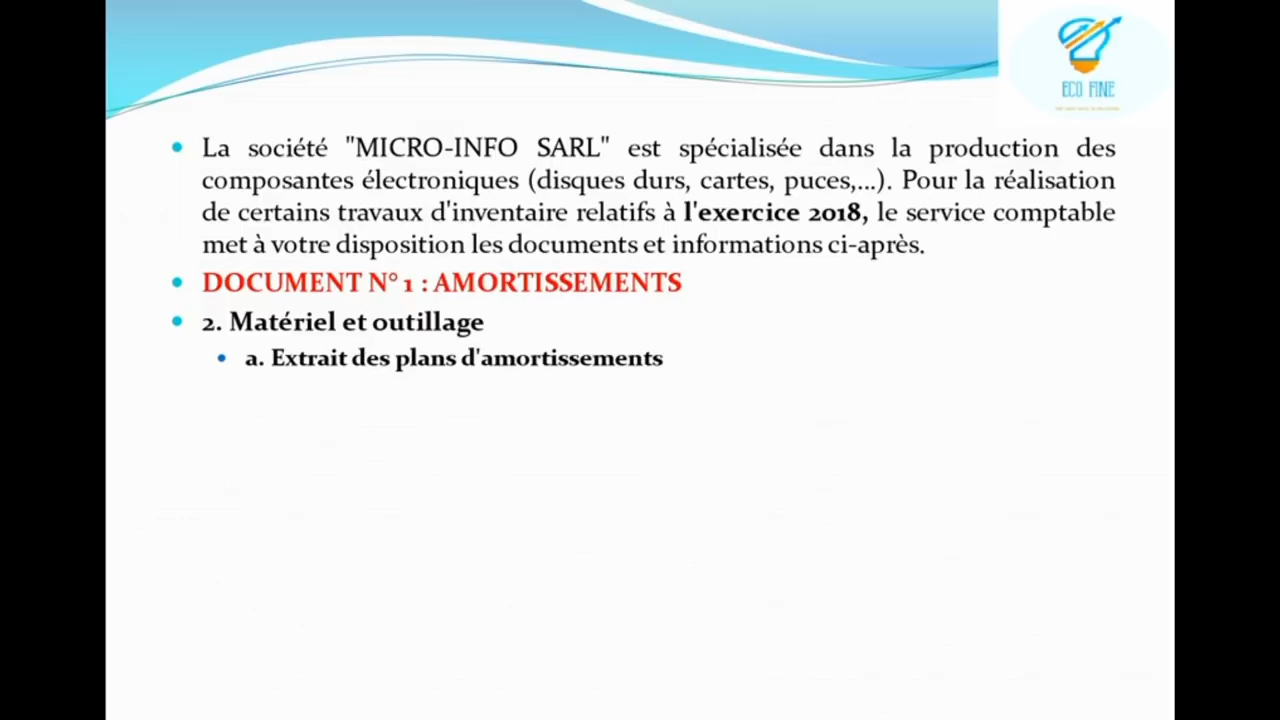 ECO FINE
La société "MICRO-INFO SARL" est spécialisée dans la production des
composantes électroniques (disques durs, cartes, puces,...). Pour la réalisation
de certains travaux d'inventaire relatifs à l'exercice 2018, le service comptable
met à votre disposition les documents et informations ci-après.
DOCUMENT N° 1 : AMORTISSEMENTS
2. Matériel et outillage
a. Extrait des plans d'amortissements